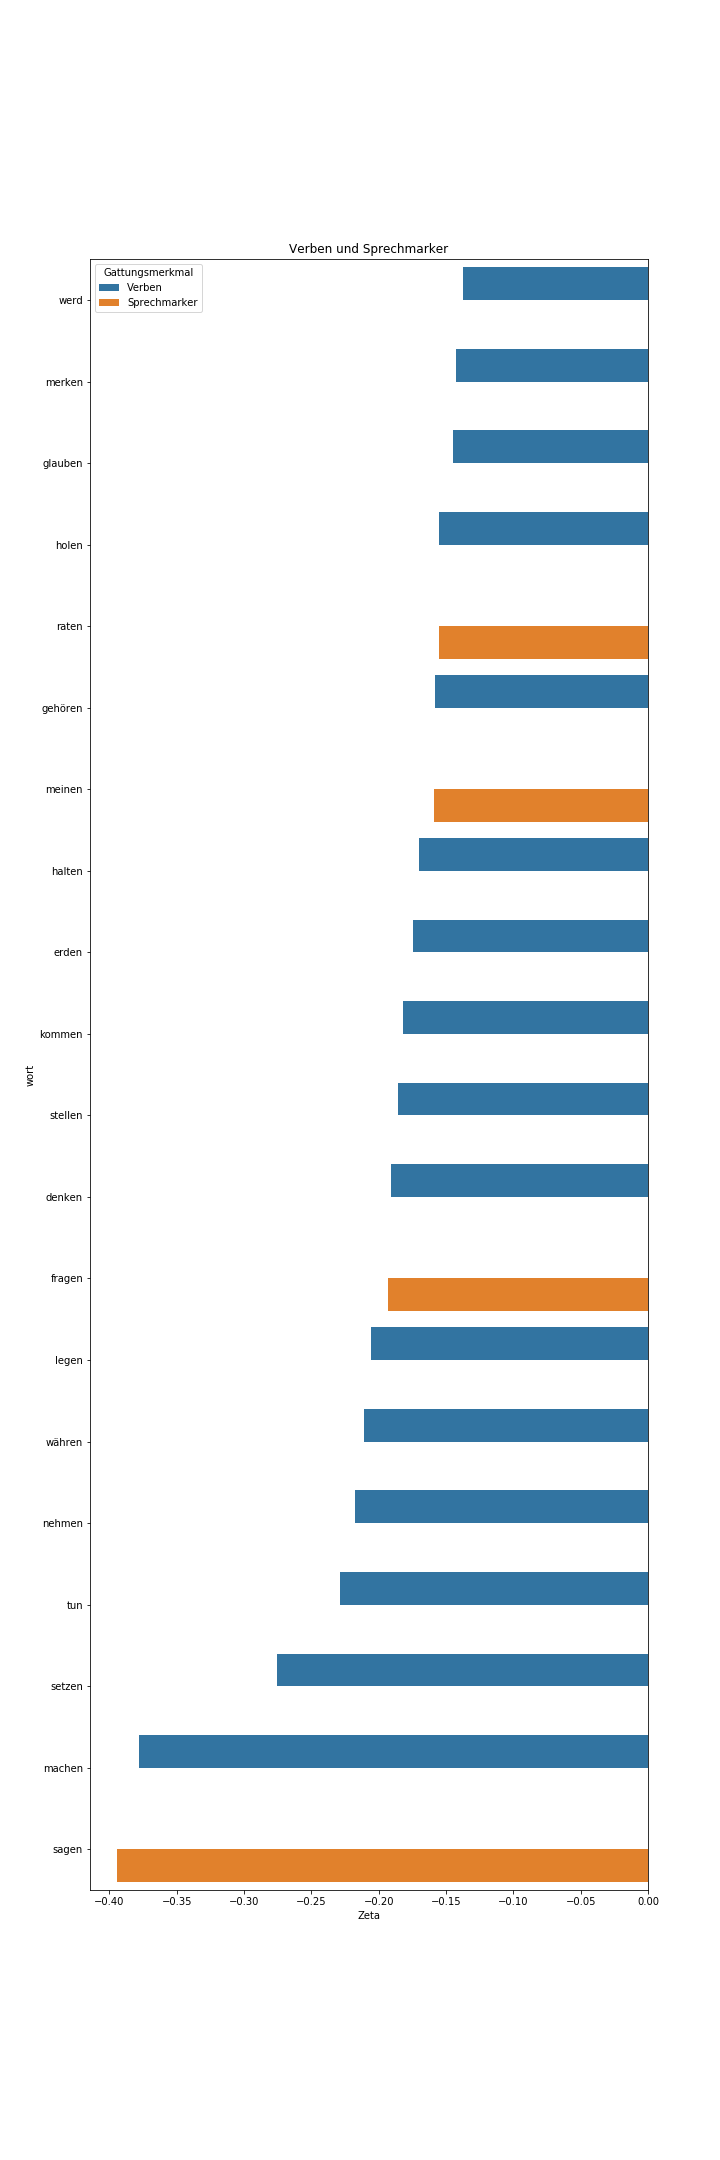 Verben und Sprechmarker
Gattungsmerkmal
Verben
Sprechmarker
werd
merken
glauben
holen
raten
gehören
meinen
halten
erden
kommen
wort
stellen
denken
fragen
legen
währen
nehmen
tun
setzen
machen
sagen
−0.40 −0.35 −0.30 −0.25 −0.20 −0.15 −0.10 −0.05 0.00
Zeta